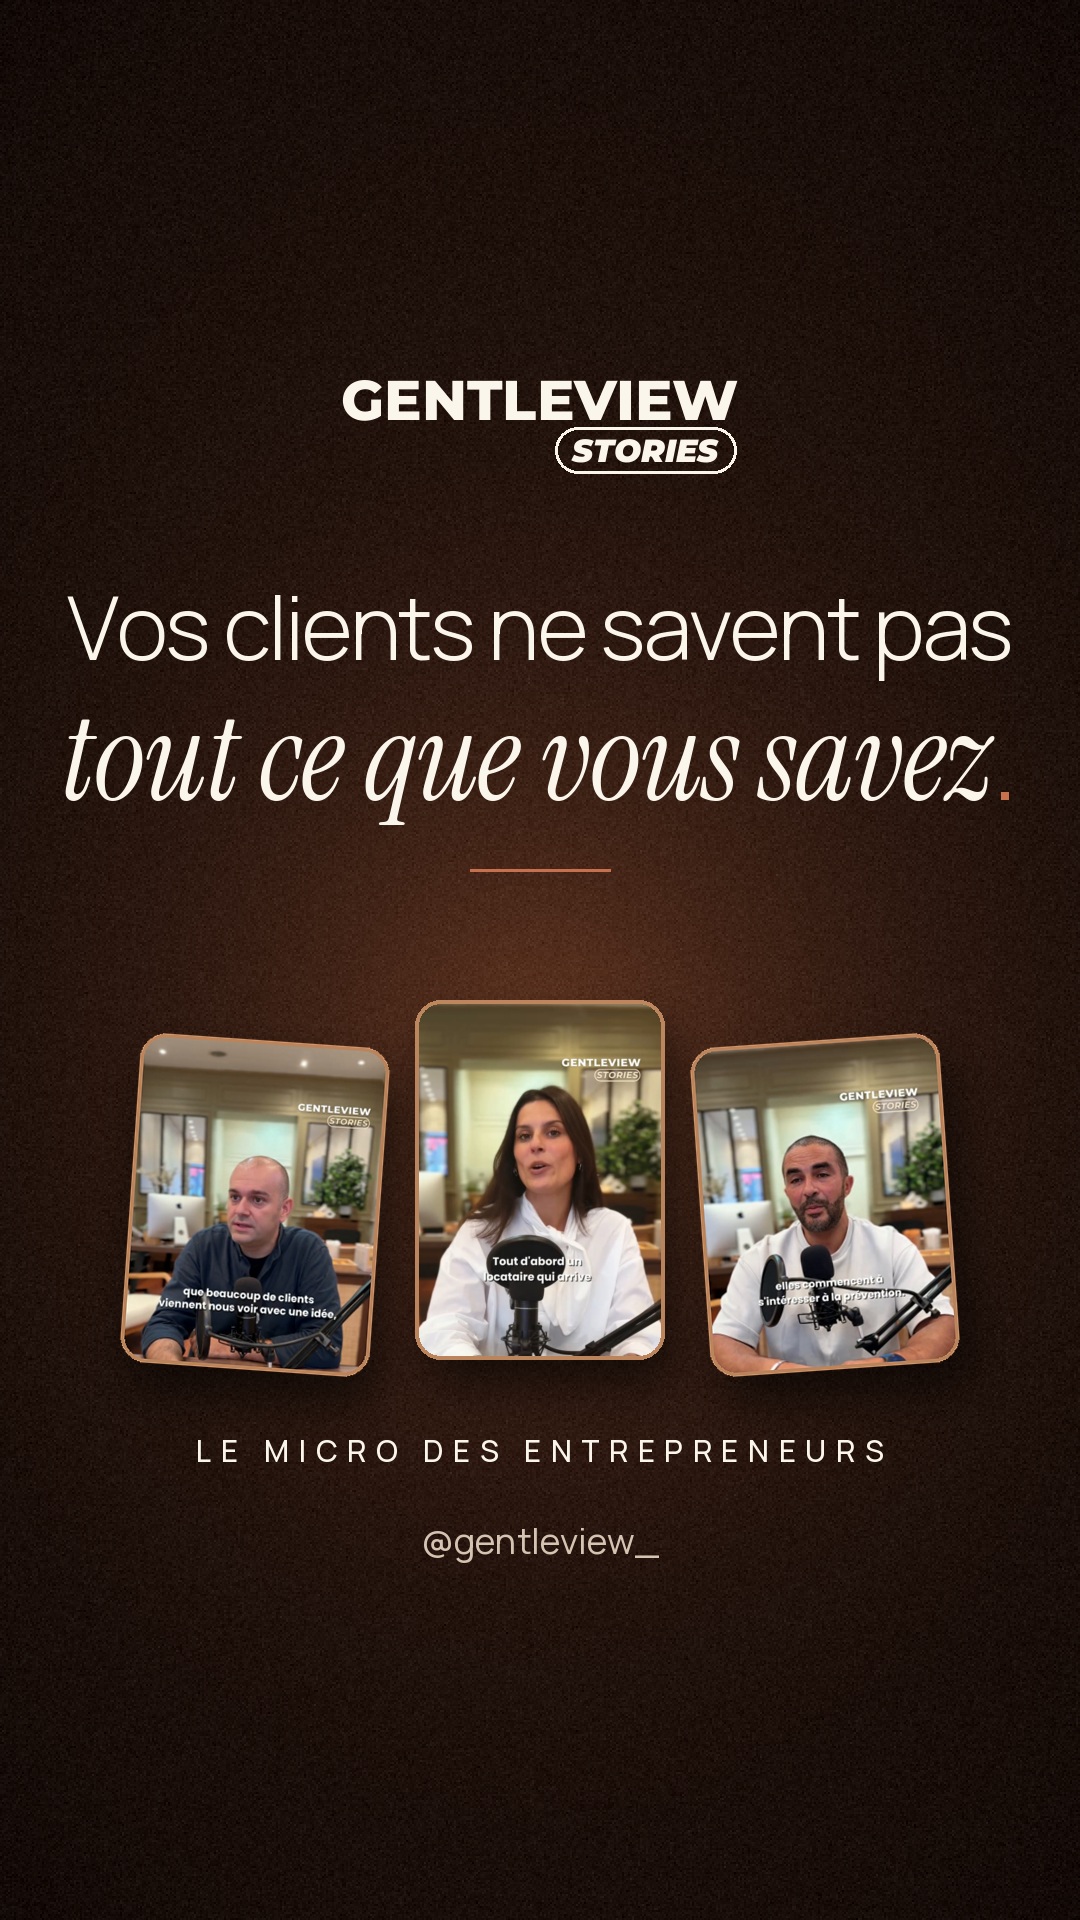 GENTLEVIEW
STORIES
Vos clients ne savent pas
tout ce que vous savez.
GENTLEVIEW
STORIES
que beaucoup de clients
viennent nous voir avec une idée,
GENTLEVIEW
STORIES
Tout d'abord un
locataire qui arrive
GENTLEVIEW
STORIES
elles commencent à
s'intéresser à la prévention.
LE MICRO DES ENTREPRENEURS
@gentleview_